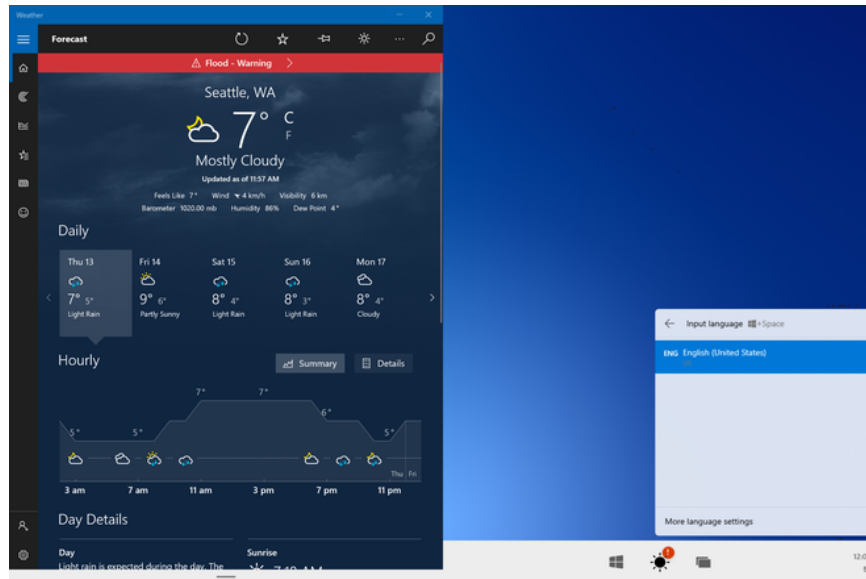 Weather
Forecast
Flood - Warning
Seattle, WA
7° C
F
Mostly Cloudy
Updated as of 11:57 AM
Feels Like 7° Wind 4 km/h Visibility 6 km
Barometer 1020.00 mb Humidity 86% Dew Point 4°
Daily
Thu 13 Fri 14 Sat 15 Sun 16 Mon 17
7° 5° 9° 6° 8° 4° 8° 3° 8° 4°
Light Rain Partly Sunny Light Rain Light Rain Cloudy
Hourly
Summary Details
7° 7°
6°
5° 5° 5°
Thu Fri
3 am 7 am 11 am 3 pm 7 pm 11 pm
Day Details
Day Sunrise
Light rain is expected during the day. The
Input language +Space
ENG English (United States)
More language settings
!